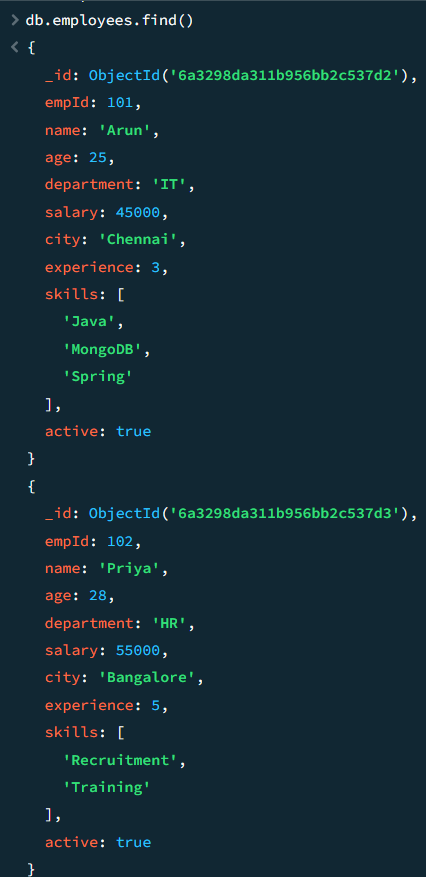 > db.employees.find()
< {
_id: ObjectId('6a3298da311b956bb2c537d2'),
empId: 101,
name: 'Arun',
age: 25,
department: 'IT',
salary: 45000,
city: 'Chennai',
experience: 3,
skills: [
'Java',
'MongoDB',
'Spring'
],
active: true
}
{
_id: ObjectId('6a3298da311b956bb2c537d3'),
empId: 102,
name: 'Priya',
age: 28,
department: 'HR',
salary: 55000,
city: 'Bangalore',
experience: 5,
skills: [
'Recruitment',
'Training'
],
active: true
}